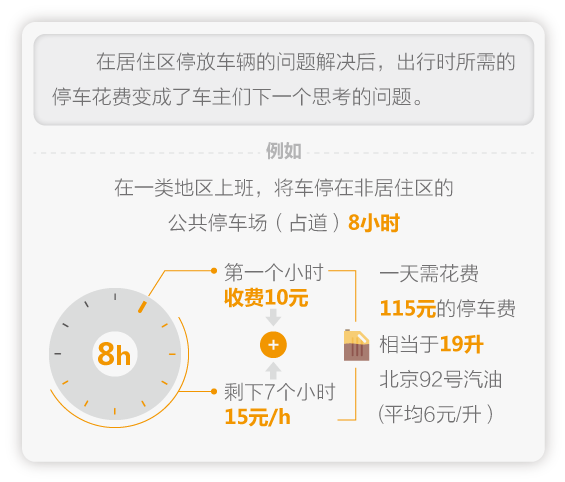 在居住区停放车辆的问题解决后，出行时所需的
停车花费变成了车主们下一个思考的问题。
例如
在一类地区上班，将车停在非居住区的
公共停车场（占道）8小时
第一个小时
收费10元
+
剩下7个小时
15元/h
8h
一天需花费
115元的停车费
相当于19升
北京92号汽油
(平均6元/升）